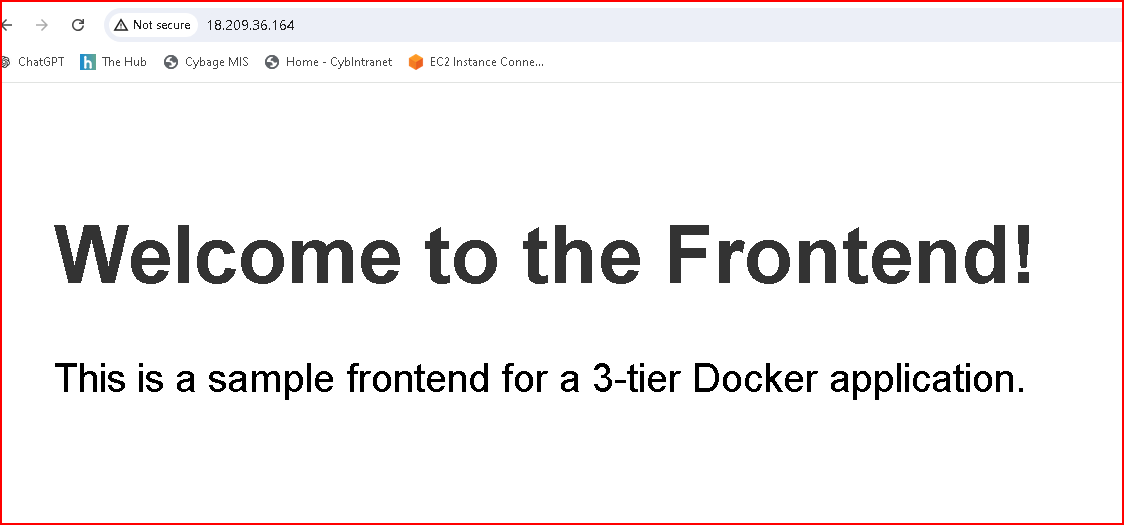 Not secure 18.209.36.164
ChatGPT The Hub Cybage MIS Home - CybIntranet EC2 Instance Conne...
Welcome to the Frontend!
This is a sample frontend for a 3-tier Docker application.